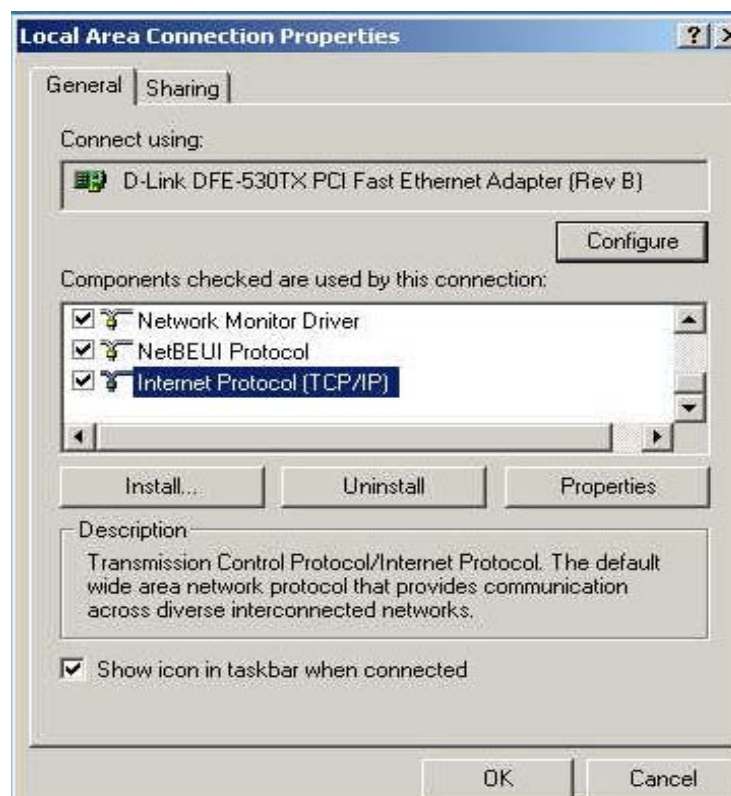 Local Area Connection Properties
General
Sharing
Connect using:
D-Link DFE-530TX PCI Fast Ethernet Adapter (Rev B)
Configure
Components checked are used by this connection:
Network Monitor Driver
NetBEUI Protocol
Internet Protocol (TCP/IP)
Install...
Uninstall
Properties
Description
Transmission Control Protocol/Internet Protocol. The default
wide area network protocol that provides communication
across diverse interconnected networks.
Show icon in taskbar when connected
OK
Cancel